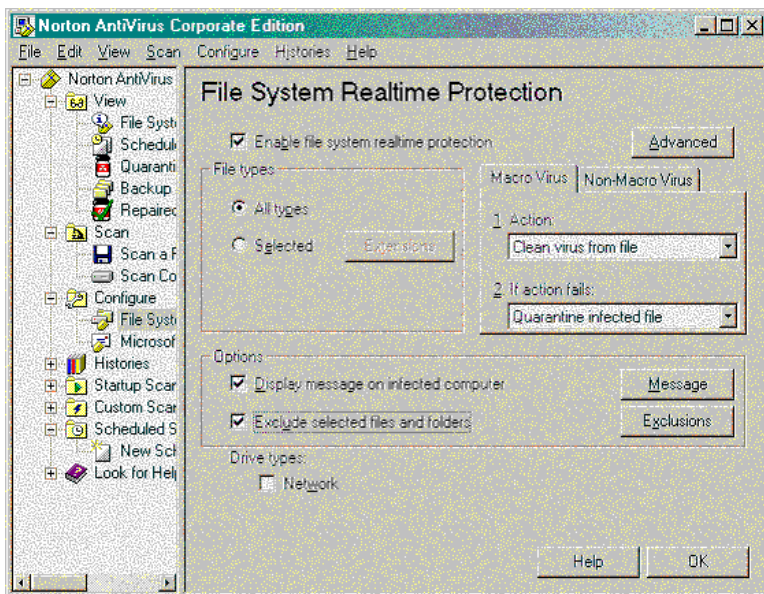 Norton AntiVirus Corporate Edition
File Edit View Scan Configure Histories Help
Norton AntiVirus
View
File Syst
Schedul
Quaranti
Backup
Repaired
Scan
Scan a F
Scan Co
Configure
File Syst
Microsof
Histories
Startup Scan
Custom Scan
Scheduled S
New Sch
Look for Help
File System Realtime Protection
Enable file system realtime protection
Advanced
File types
All types
Selected
Extensions
Macro Virus Non-Macro Virus
1 Action:
Clean virus from file
2 If action fails:
Quarantine infected file
Options
Display message on infected computer
Message
Exclude selected files and folders
Exclusions
Drive types:
Network
Help OK